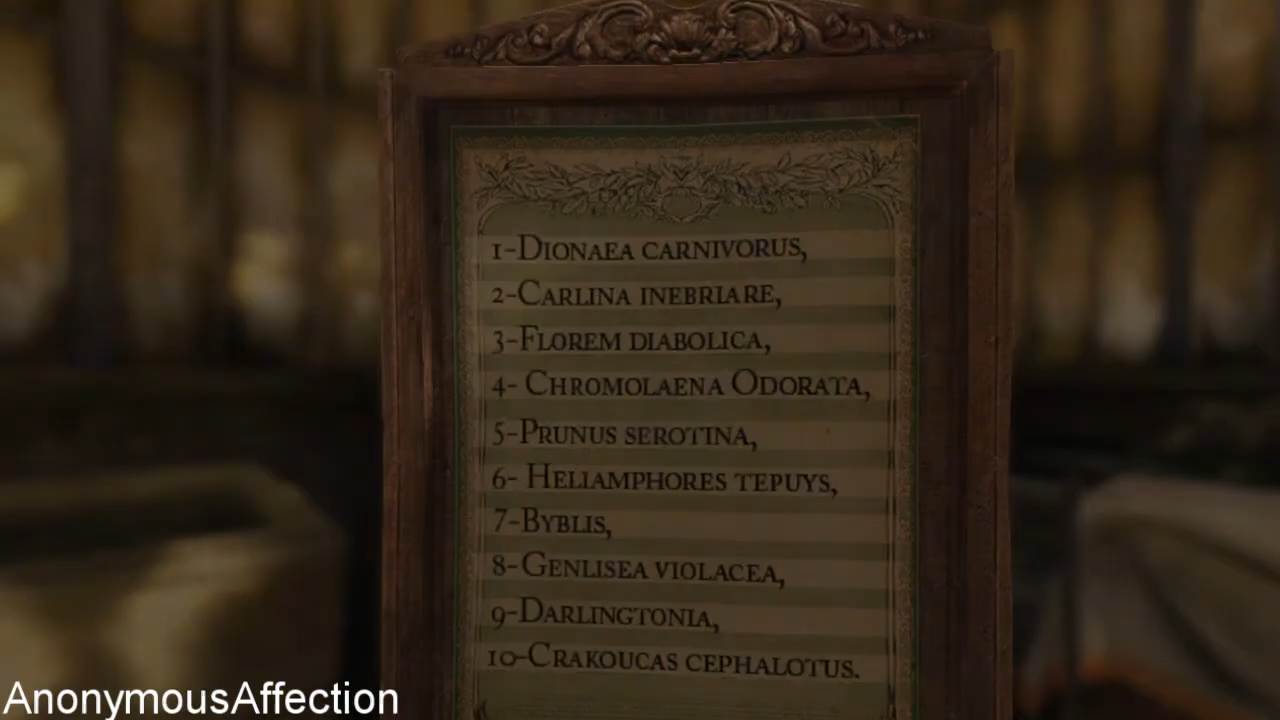 1-Dionaea carnivorus,
2-Carlina inebriare,
3-Florem diabolica,
4- Chromolaena Odorata,
5-Prunus serotina,
6- Heliamphores tepuys,
7-Byblis,
8-Genlisea violacea,
9-Darlingtonia,
10-Crakoucas cephalotus.
AnonymousAffection